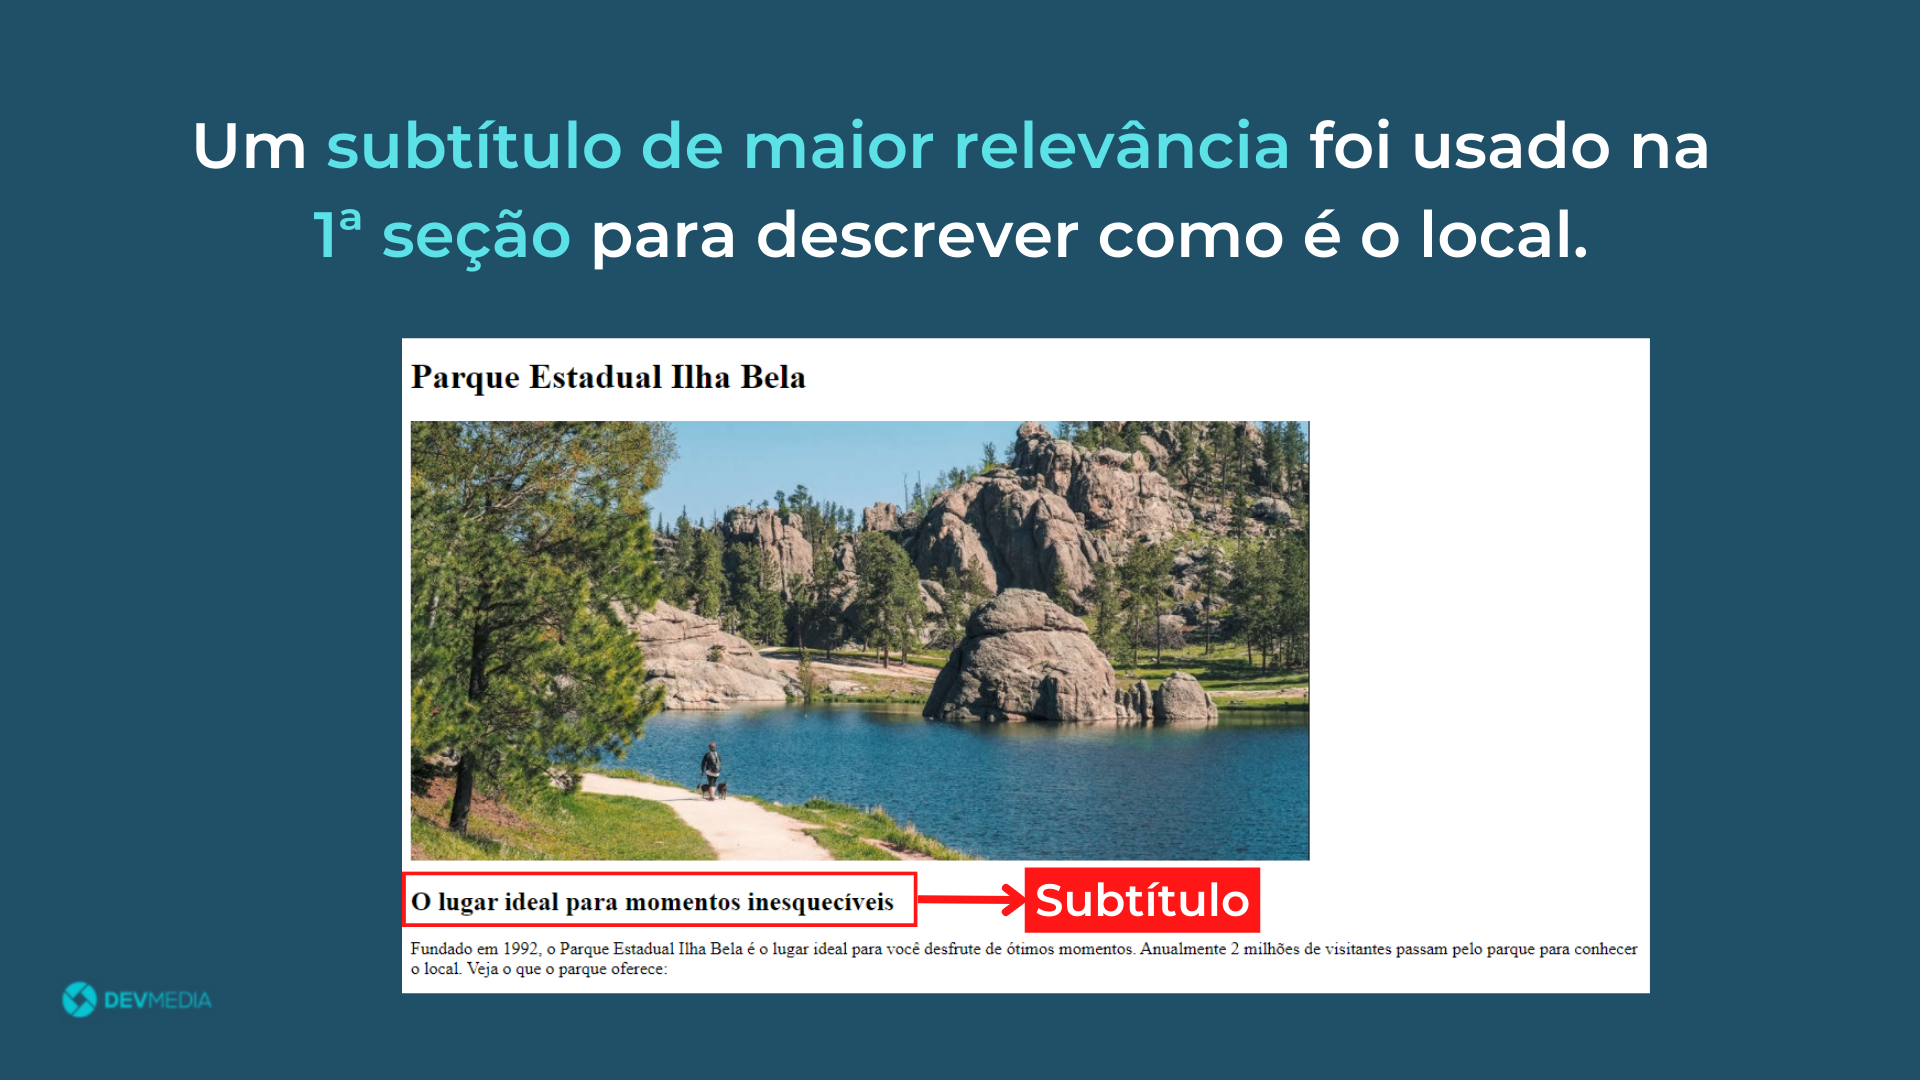 Um subtítulo de maior relevância foi usado na
1ª seção para descrever como é o local.
Parque Estadual Ilha Bela
O lugar ideal para momentos inesquecíveis
Subtítulo
Fundado em 1992, o Parque Estadual Ilha Bela é o lugar ideal para você desfrute de ótimos momentos. Anualmente 2 milhões de visitantes passam pelo parque para conhecer
o local. Veja o que o parque oferece:
DEVMEDIA